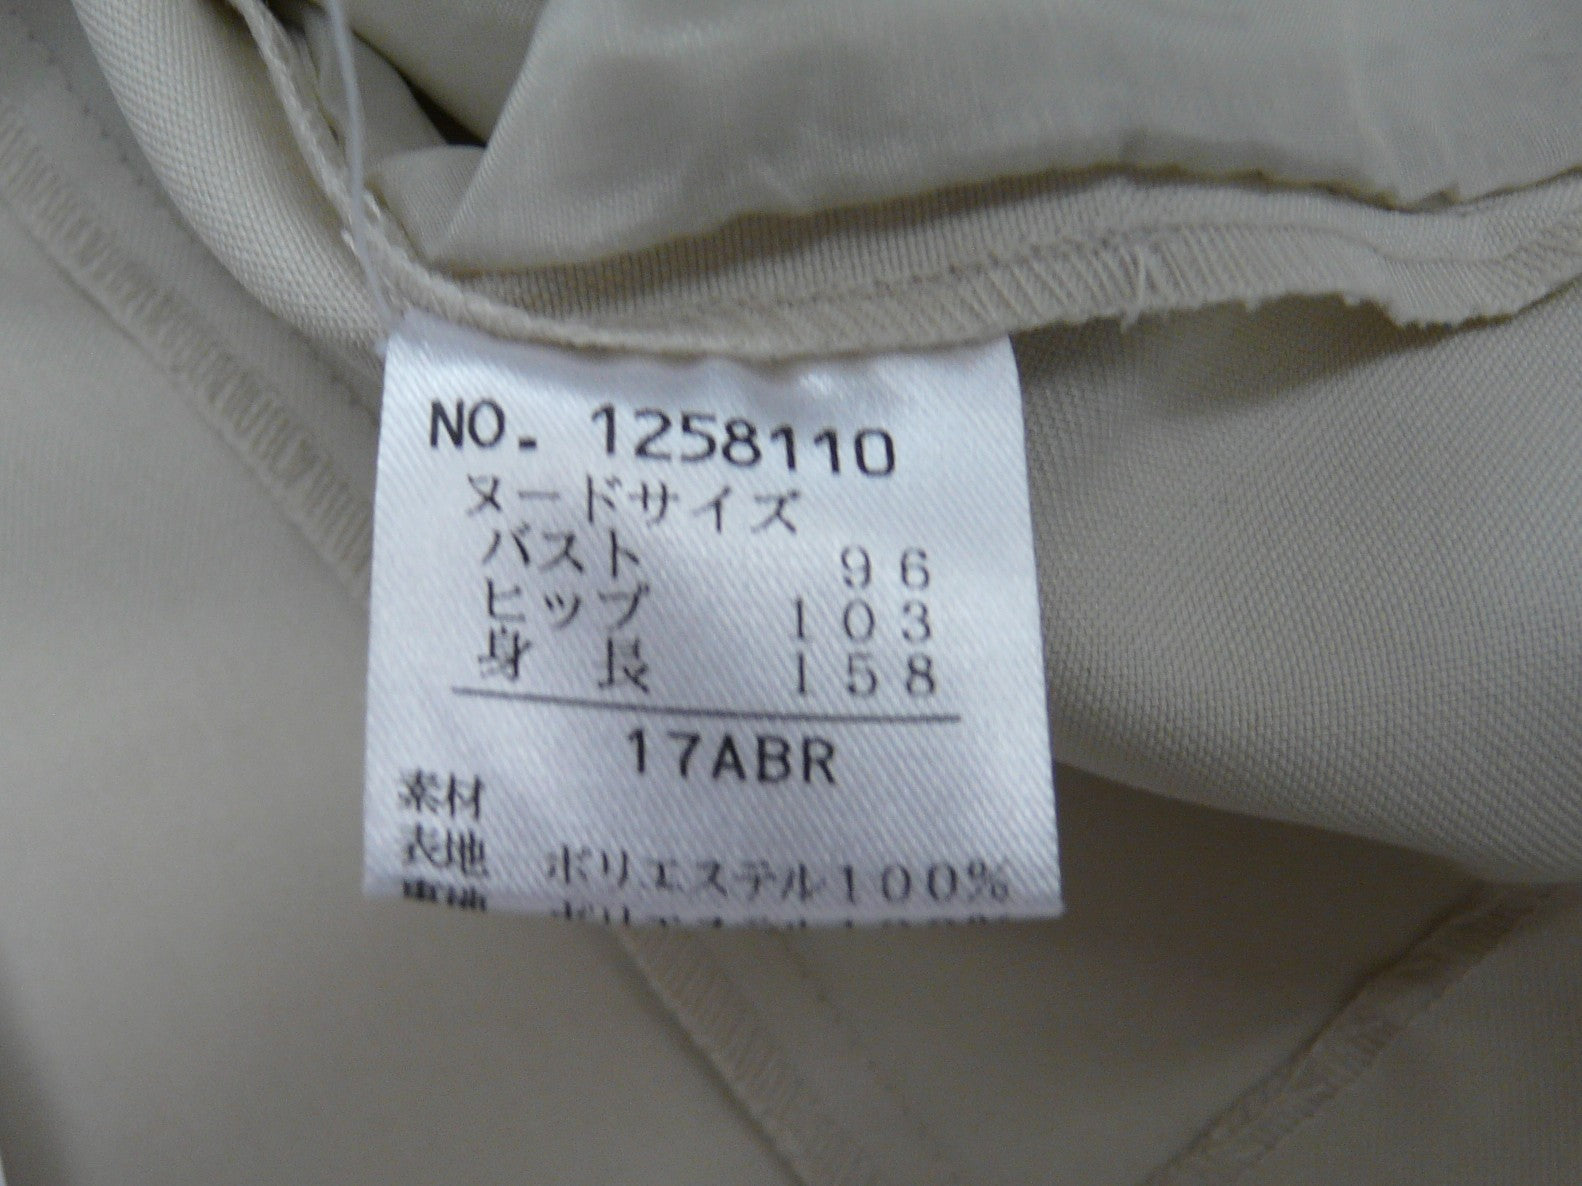 NO. 1258110
ヌードサイズ
バスト 96
ヒップ 103
身長 158
17ABR
素材
表地 ポリエステル100%